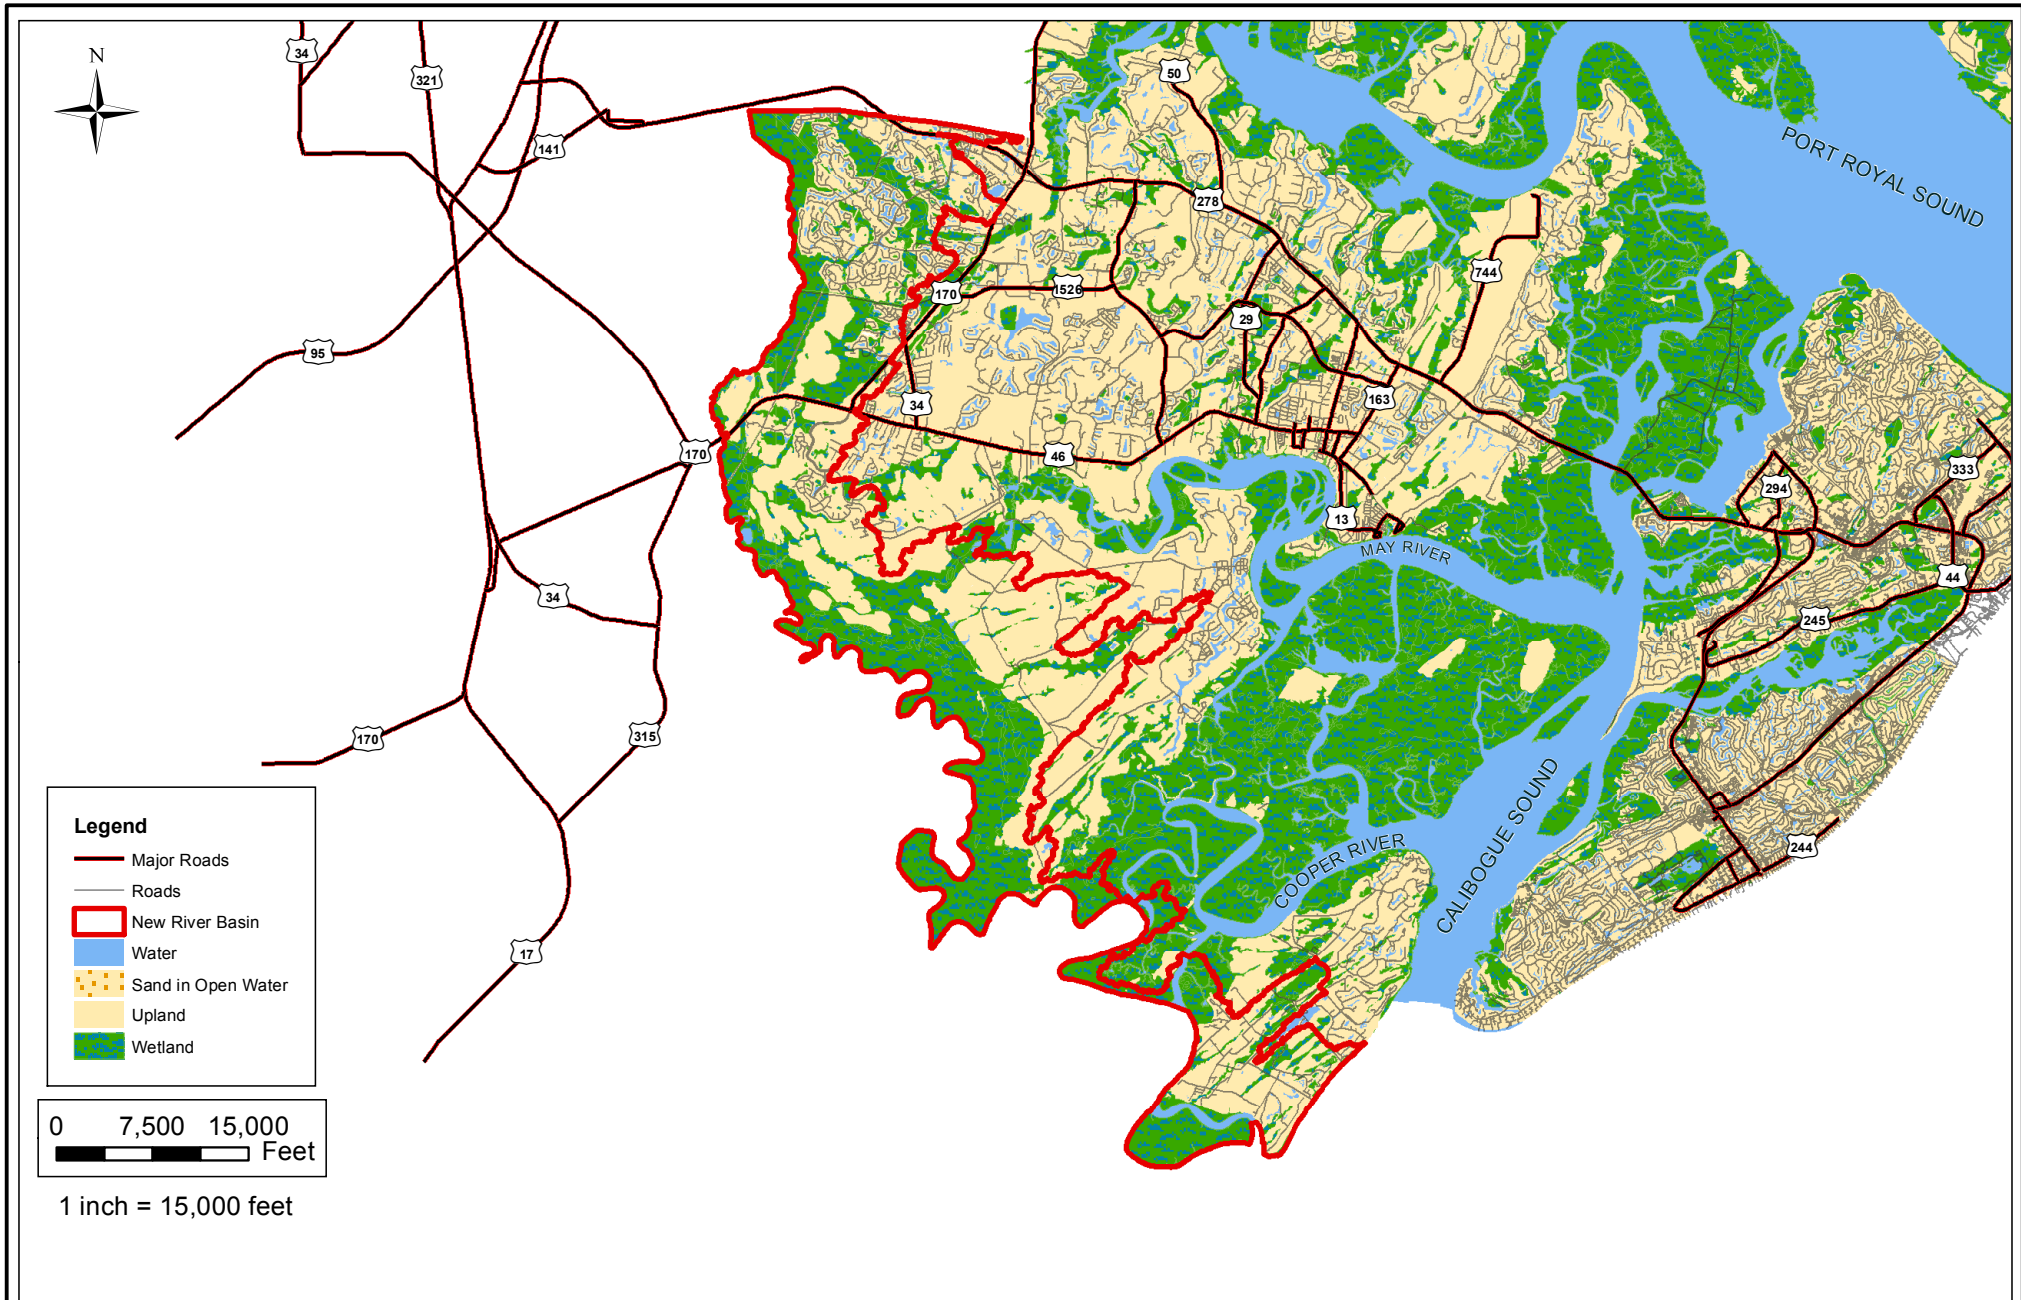 N
34
321
50
141
PORT ROYAL SOUND
278
744
170
1526
29
95
34
163
170
46
333
294
13
MAY RIVER
44
34
245
170
315
CALIBOGUE SOUND
COOPER RIVER
244
17
Legend
Major Roads
Roads
New River Basin
Water
Sand in Open Water
Upland
Wetland
0 7,500 15,000
Feet
1 inch = 15,000 feet